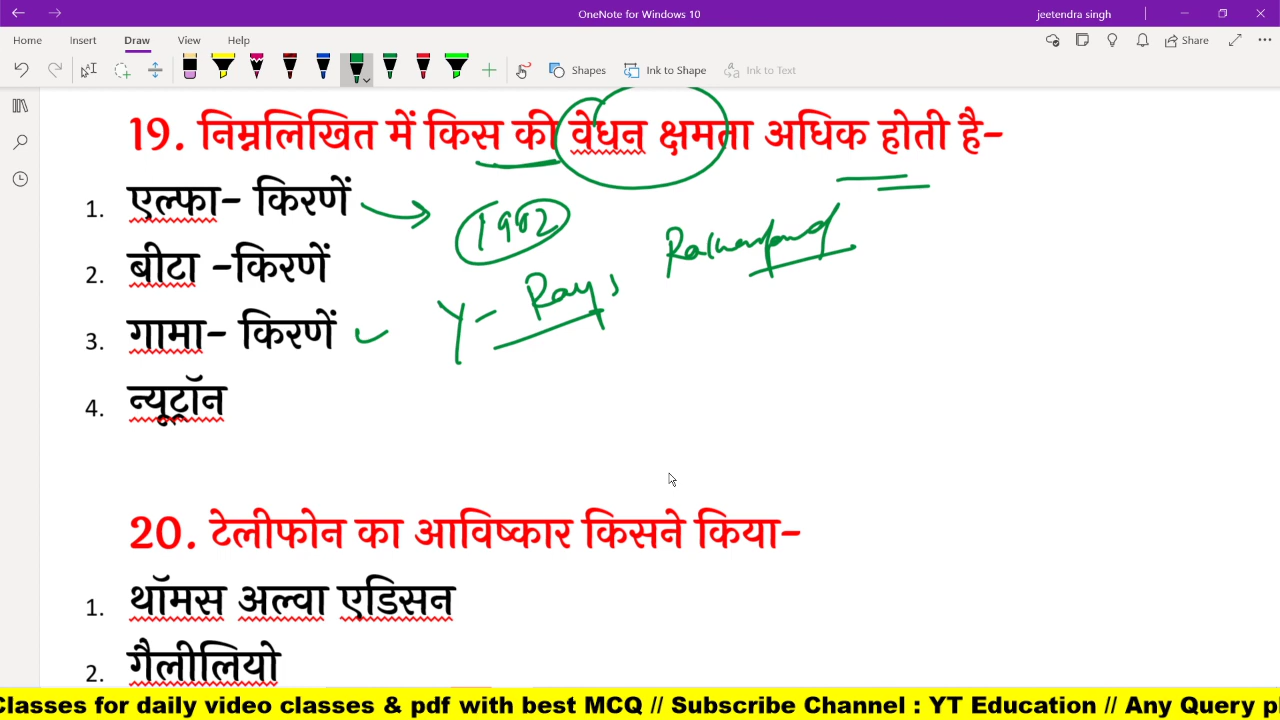 OneNote for Windows 10
jeetendra singh
Home Insert Draw View Help
Share
Shapes
Ink to Shape
Ink to Text
19. निम्नलिखित में किस की वेधन क्षमता अधिक होती है-
1. एल्फा- किरणें
1902
2. बीटा -किरणें
γ- Rays
3. गामा- किरणें
4. न्यूट्रॉन
20. टेलीफोन का आविष्कार किसने किया-
1. थॉमस अल्वा एडिसन
2. गैलीलियो
Classes for daily video classes & pdf with best MCQ // Subscribe Channel : YT Education // Any Query p